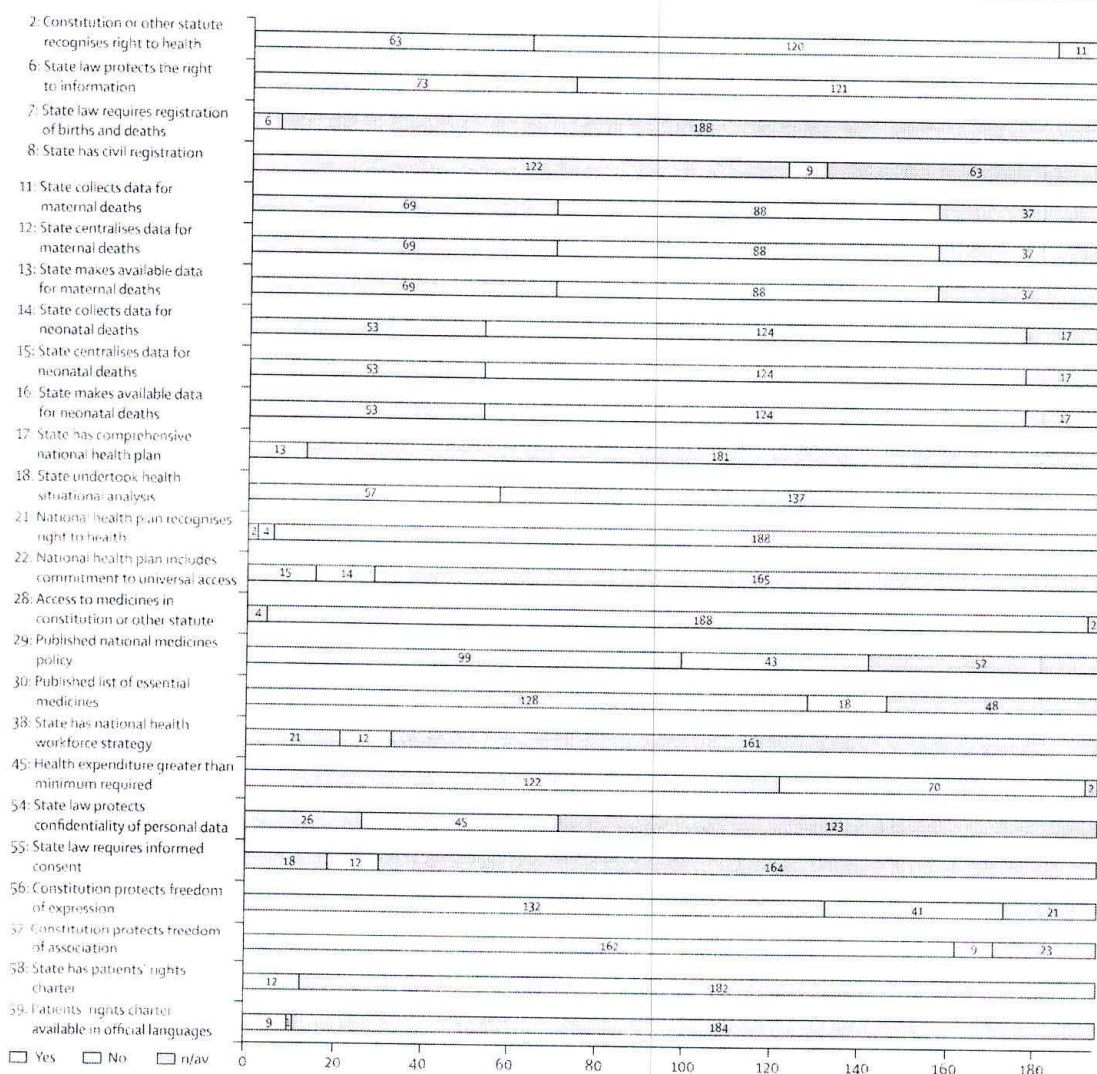 2: Constitution or other statute
recognises right to health
63 120 11
6: State law protects the right
to information
73 121
7: State law requires registration
of births and deaths
6 188
8: State has civil registration
122 9 63
11: State collects data for
maternal deaths
69 88 37
12: State centralises data for
maternal deaths
69 88 37
13: State makes available data
for maternal deaths
69 88 37
14: State collects data for
neonatal deaths
53 124 17
15: State centralises data for
neonatal deaths
53 124 17
16: State makes available data
for neonatal deaths
53 124 17
17: State has comprehensive
national health plan
13 181
18: State undertook health
situational analysis
57 137
21: National health plan recognises
right to health
2 4 188
22: National health plan includes
commitment to universal access
15 14 165
28: Access to medicines in
constitution or other statute
4 188 2
29: Published national medicines
policy
99 43 52
30: Published list of essential
medicines
128 18 48
38: State has national health
workforce strategy
21 12 161
45: Health expenditure greater than
minimum required
122 70 2
54: State law protects
confidentiality of personal data
26 45 123
55: State law requires informed
consent
18 12 164
56: Constitution protects freedom
of expression
132 41 21
57: Constitution protects freedom
of association
162 9 23
58: State has patients' rights
charter
12 182
59: Patients' rights charter
available in official languages
9 184
Yes No n/av
0 20 40 60 80 100 120 140 160 180